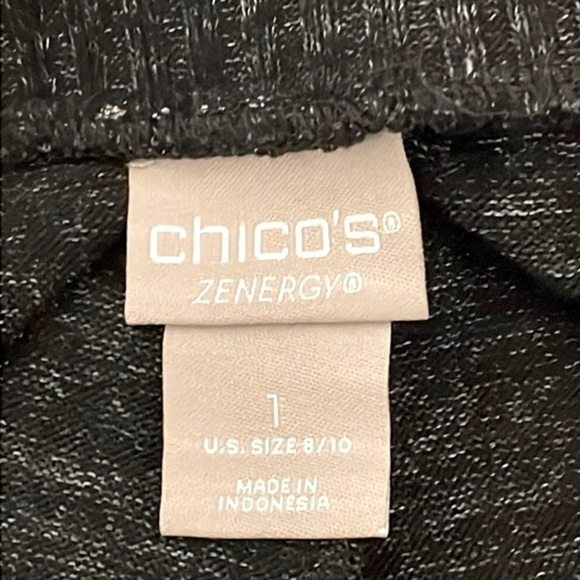 chico's®
ZENERGY®
1
U.S. SIZE 8/10
MADE IN
INDONESIA